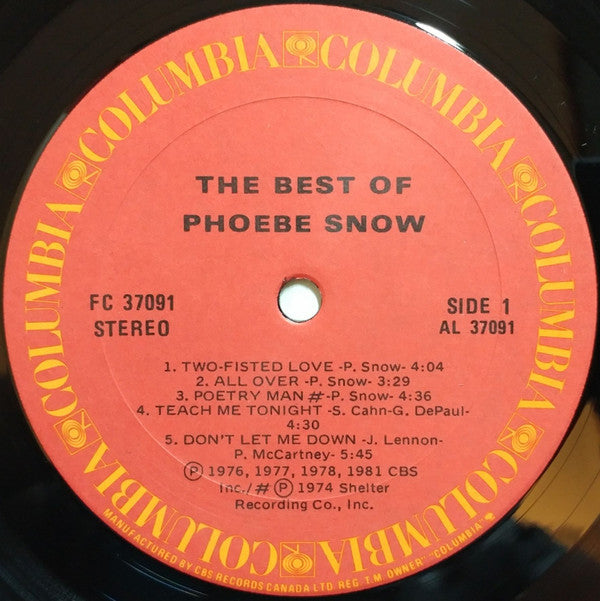 COLUMBIA COLUMBIA COLUMBIA COLUMBIA COLUMBIA COLUMBIA COLUMBIA COLUMBIA
THE BEST OF
PHOEBE SNOW
FC 37091
STEREO
SIDE 1
AL 37091
1. TWO-FISTED LOVE -P. Snow- 4:04
2. ALL OVER -P. Snow- 3:29
3. POETRY MAN # -P. Snow- 4:36
4. TEACH ME TONIGHT -S. Cahn-G. DePaul-
4:30
5. DON'T LET ME DOWN -J. Lennon-
P. McCartney- 5:45
Ⓟ 1976, 1977, 1978, 1981 CBS
Inc./# Ⓟ 1974 Shelter
Recording Co., Inc.
MANUFACTURED BY CBS RECORDS CANADA LTD. REG. T.M. OWNER "COLUMBIA"